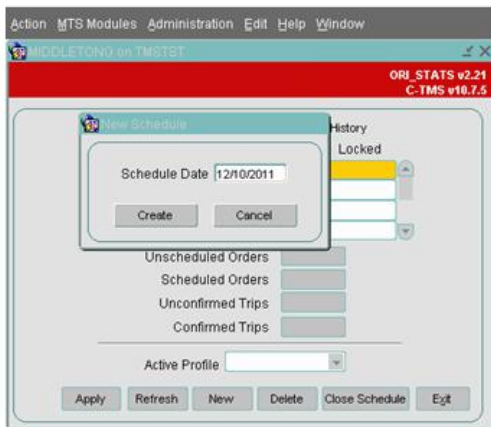 Action MTS Modules Administration Edit Help Window
MIDDLETONG on TMSTST
ORI_STATS v2.21
C-TMS v10.7.5
New Schedule
History
Locked
Schedule Date 12/10/2011
Create Cancel
Unscheduled Orders
Scheduled Orders
Unconfirmed Trips
Confirmed Trips
Active Profile
Apply Refresh New Delete Close Schedule Exit